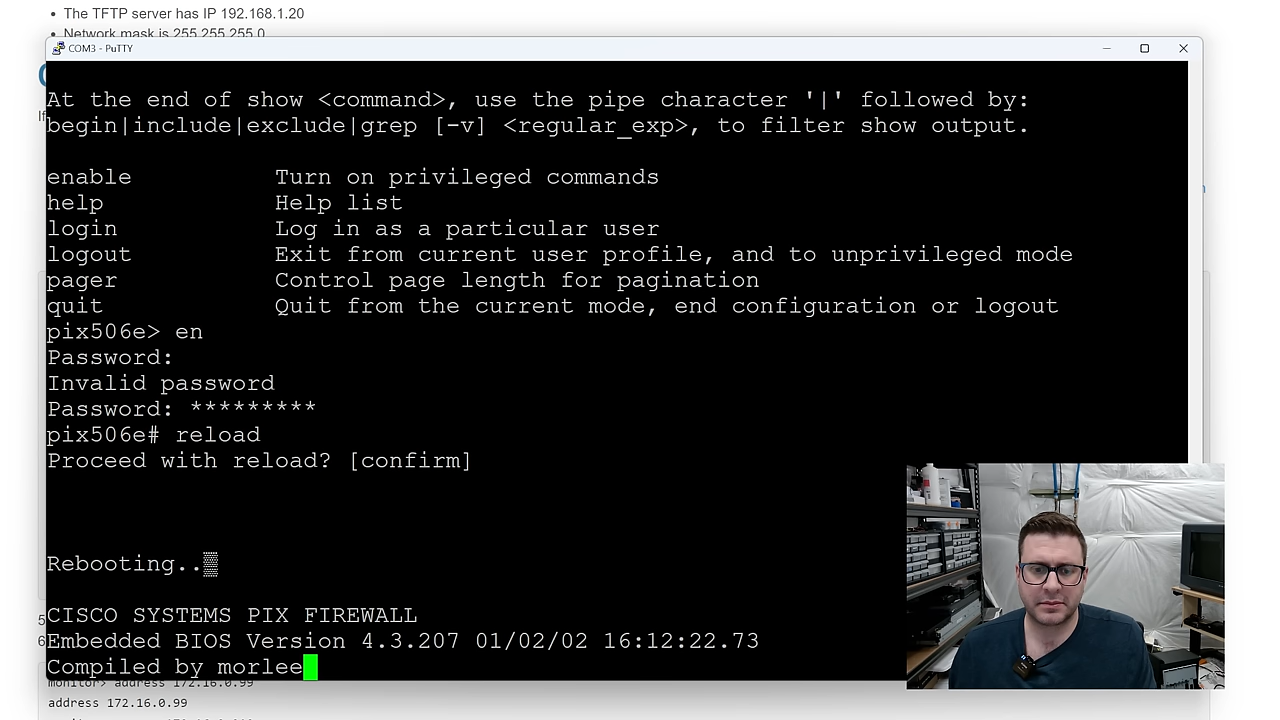 The TFTP server has IP 192.168.1.20
Network mask is 255.255.255.0
COM3 - PuTTY
At the end of show <command>, use the pipe character '|' followed by:
begin|include|exclude|grep [-v] <regular_exp>, to filter show output.
enable Turn on privileged commands
help Help list
login Log in as a particular user
logout Exit from current user profile, and to unprivileged mode
pager Control page length for pagination
quit Quit from the current mode, end configuration or logout
pix506e> en
Password:
Invalid password
Password: *********
pix506e# reload
Proceed with reload? [confirm]
Rebooting..
CISCO SYSTEMS PIX FIREWALL
Embedded BIOS Version 4.3.207 01/02/02 16:12:22.73
Compiled by morlee
monitor> address 172.16.0.99
address 172.16.0.99